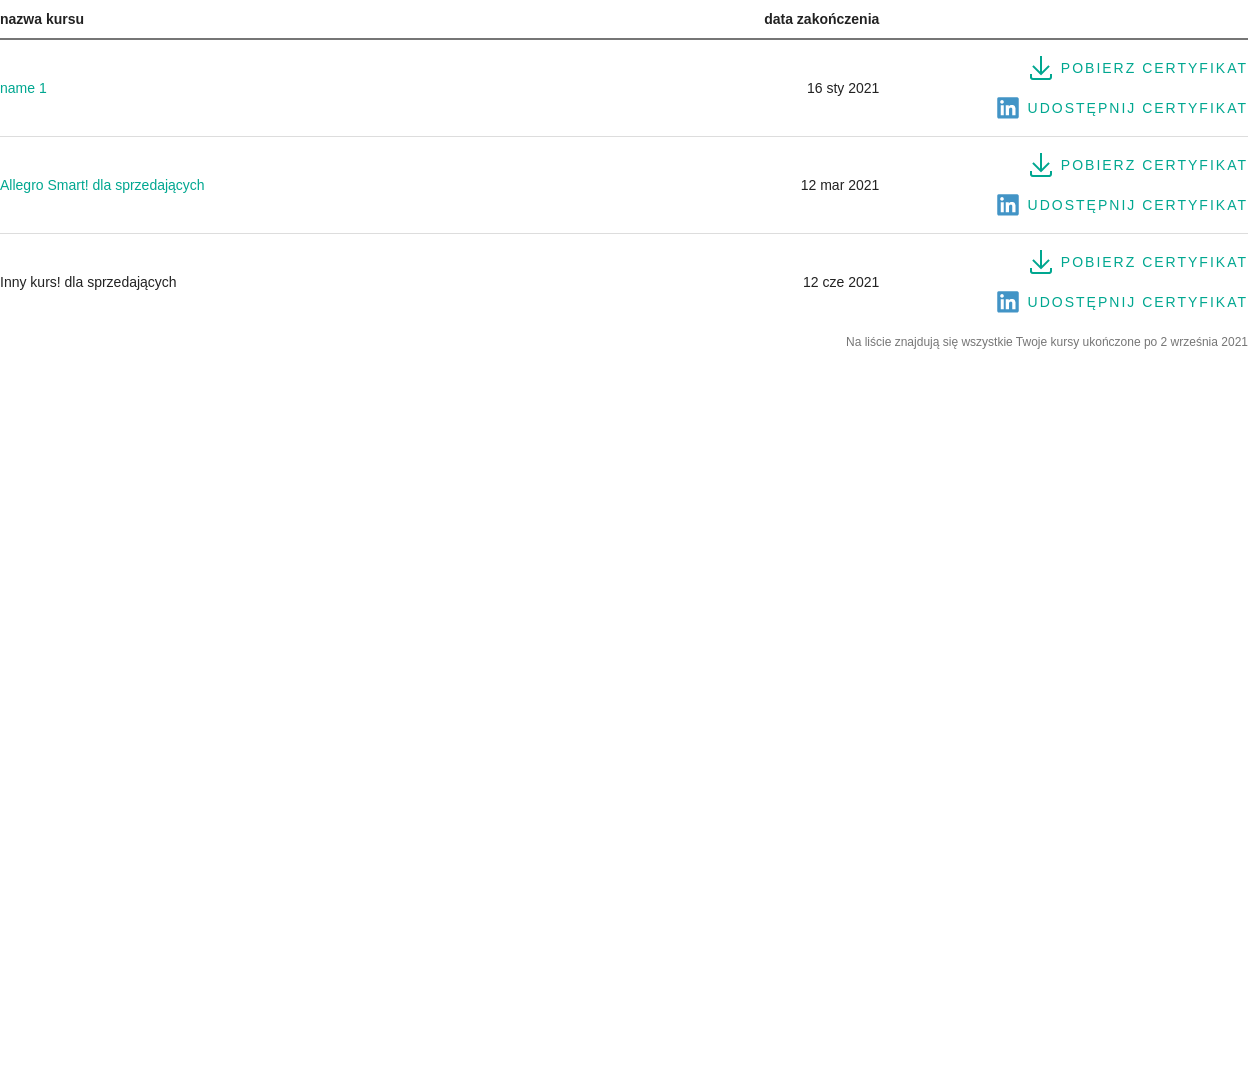 nazwa kursu data zakończenia
name 1 16 sty 2021
POBIERZ CERTYFIKAT
UDOSTĘPNIJ CERTYFIKAT
Allegro Smart! dla sprzedających 12 mar 2021
POBIERZ CERTYFIKAT
UDOSTĘPNIJ CERTYFIKAT
Inny kurs! dla sprzedających 12 cze 2021
POBIERZ CERTYFIKAT
UDOSTĘPNIJ CERTYFIKAT
Na liście znajdują się wszystkie Twoje kursy ukończone po 2 września 2021